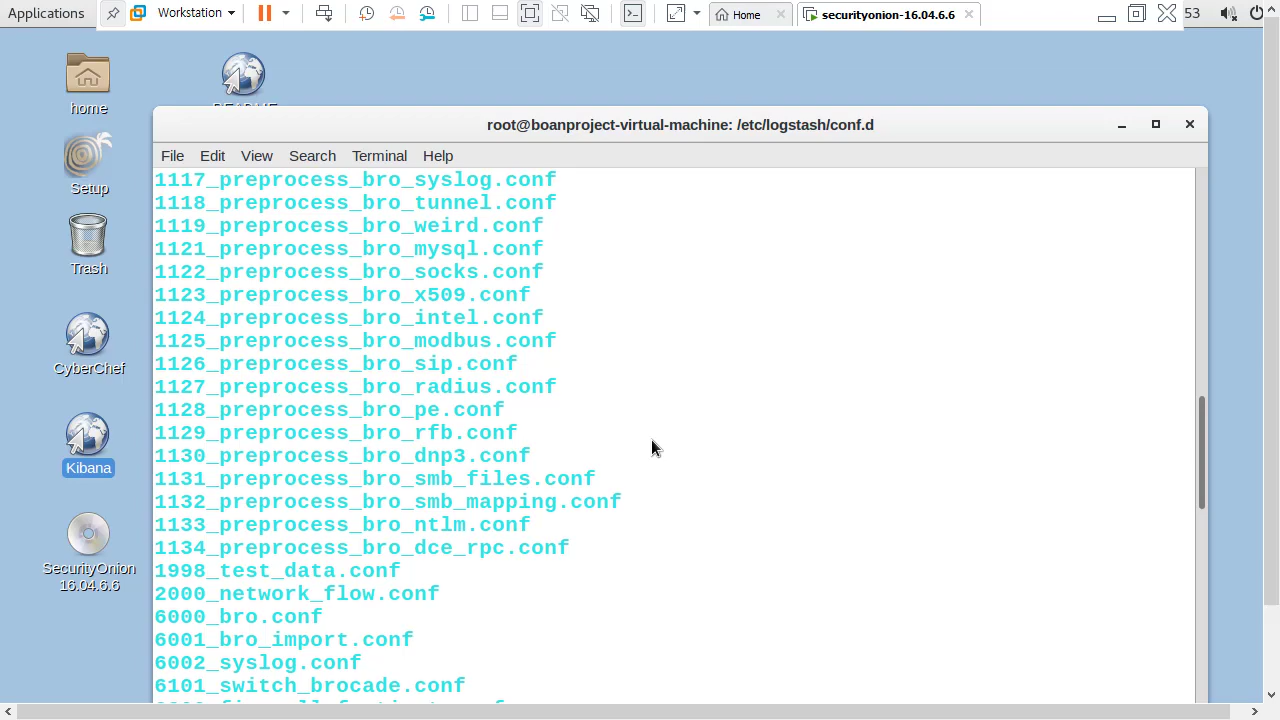 Applications
Workstation
Home
securityonion-16.04.6.6
53
home
Setup
Trash
CyberChef
Kibana
SecurityOnion
16.04.6.6
root@boanproject-virtual-machine: /etc/logstash/conf.d
File Edit View Search Terminal Help
1117_preprocess_bro_syslog.conf
1118_preprocess_bro_tunnel.conf
1119_preprocess_bro_weird.conf
1121_preprocess_bro_mysql.conf
1122_preprocess_bro_socks.conf
1123_preprocess_bro_x509.conf
1124_preprocess_bro_intel.conf
1125_preprocess_bro_modbus.conf
1126_preprocess_bro_sip.conf
1127_preprocess_bro_radius.conf
1128_preprocess_bro_pe.conf
1129_preprocess_bro_rfb.conf
1130_preprocess_bro_dnp3.conf
1131_preprocess_bro_smb_files.conf
1132_preprocess_bro_smb_mapping.conf
1133_preprocess_bro_ntlm.conf
1134_preprocess_bro_dce_rpc.conf
1998_test_data.conf
2000_network_flow.conf
6000_bro.conf
6001_bro_import.conf
6002_syslog.conf
6101_switch_brocade.conf